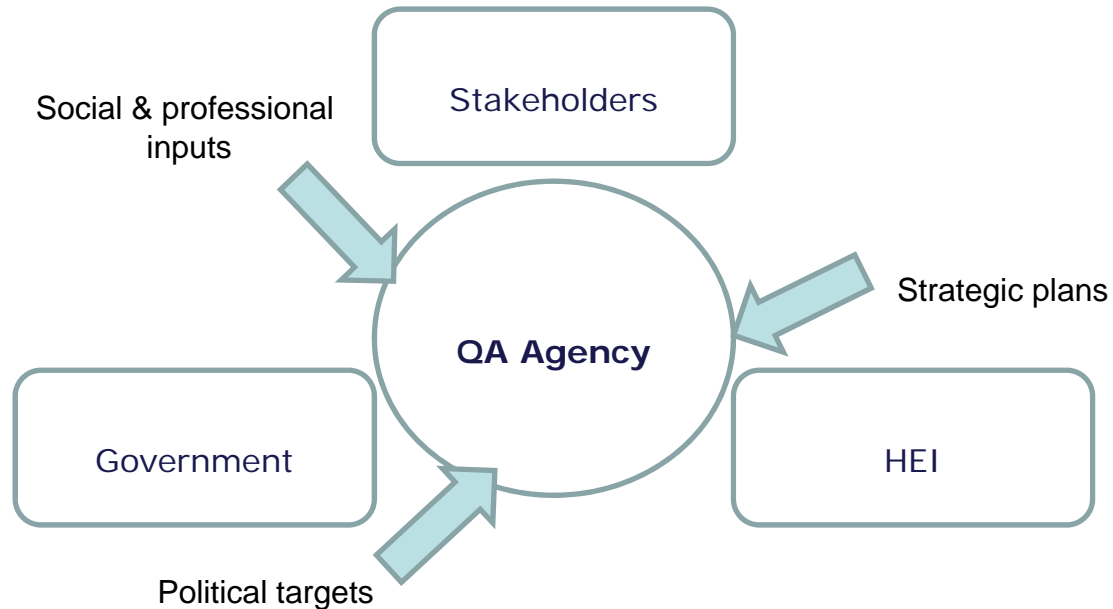 Stakeholders
Social & professional
inputs
Strategic plans
QA Agency
Government
HEI
Political targets